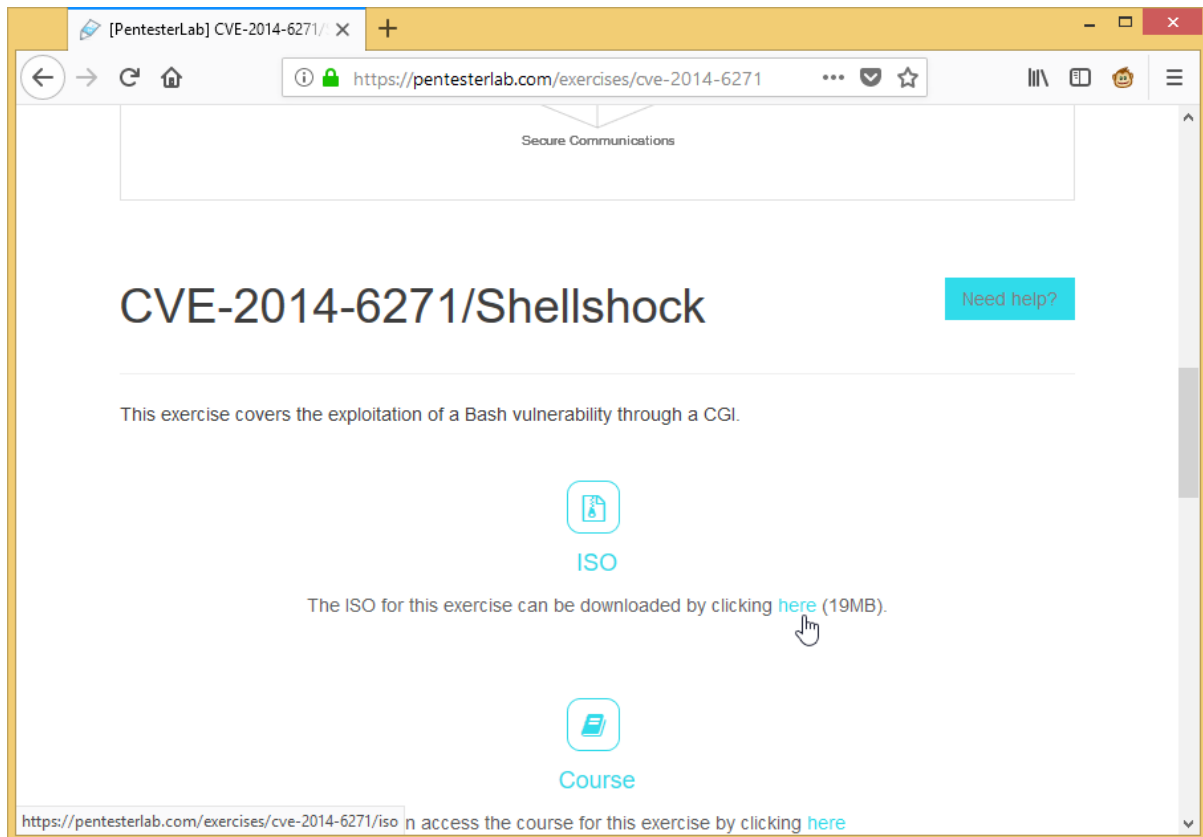 [PentesterLab] CVE-2014-6271/
https://pentesterlab.com/exercises/cve-2014-6271
Secure Communications
CVE-2014-6271/Shellshock
Need help?
This exercise covers the exploitation of a Bash vulnerability through a CGI.
ISO
The ISO for this exercise can be downloaded by clicking here (19MB).
Course
n access the course for this exercise by clicking here
https://pentesterlab.com/exercises/cve-2014-6271/iso